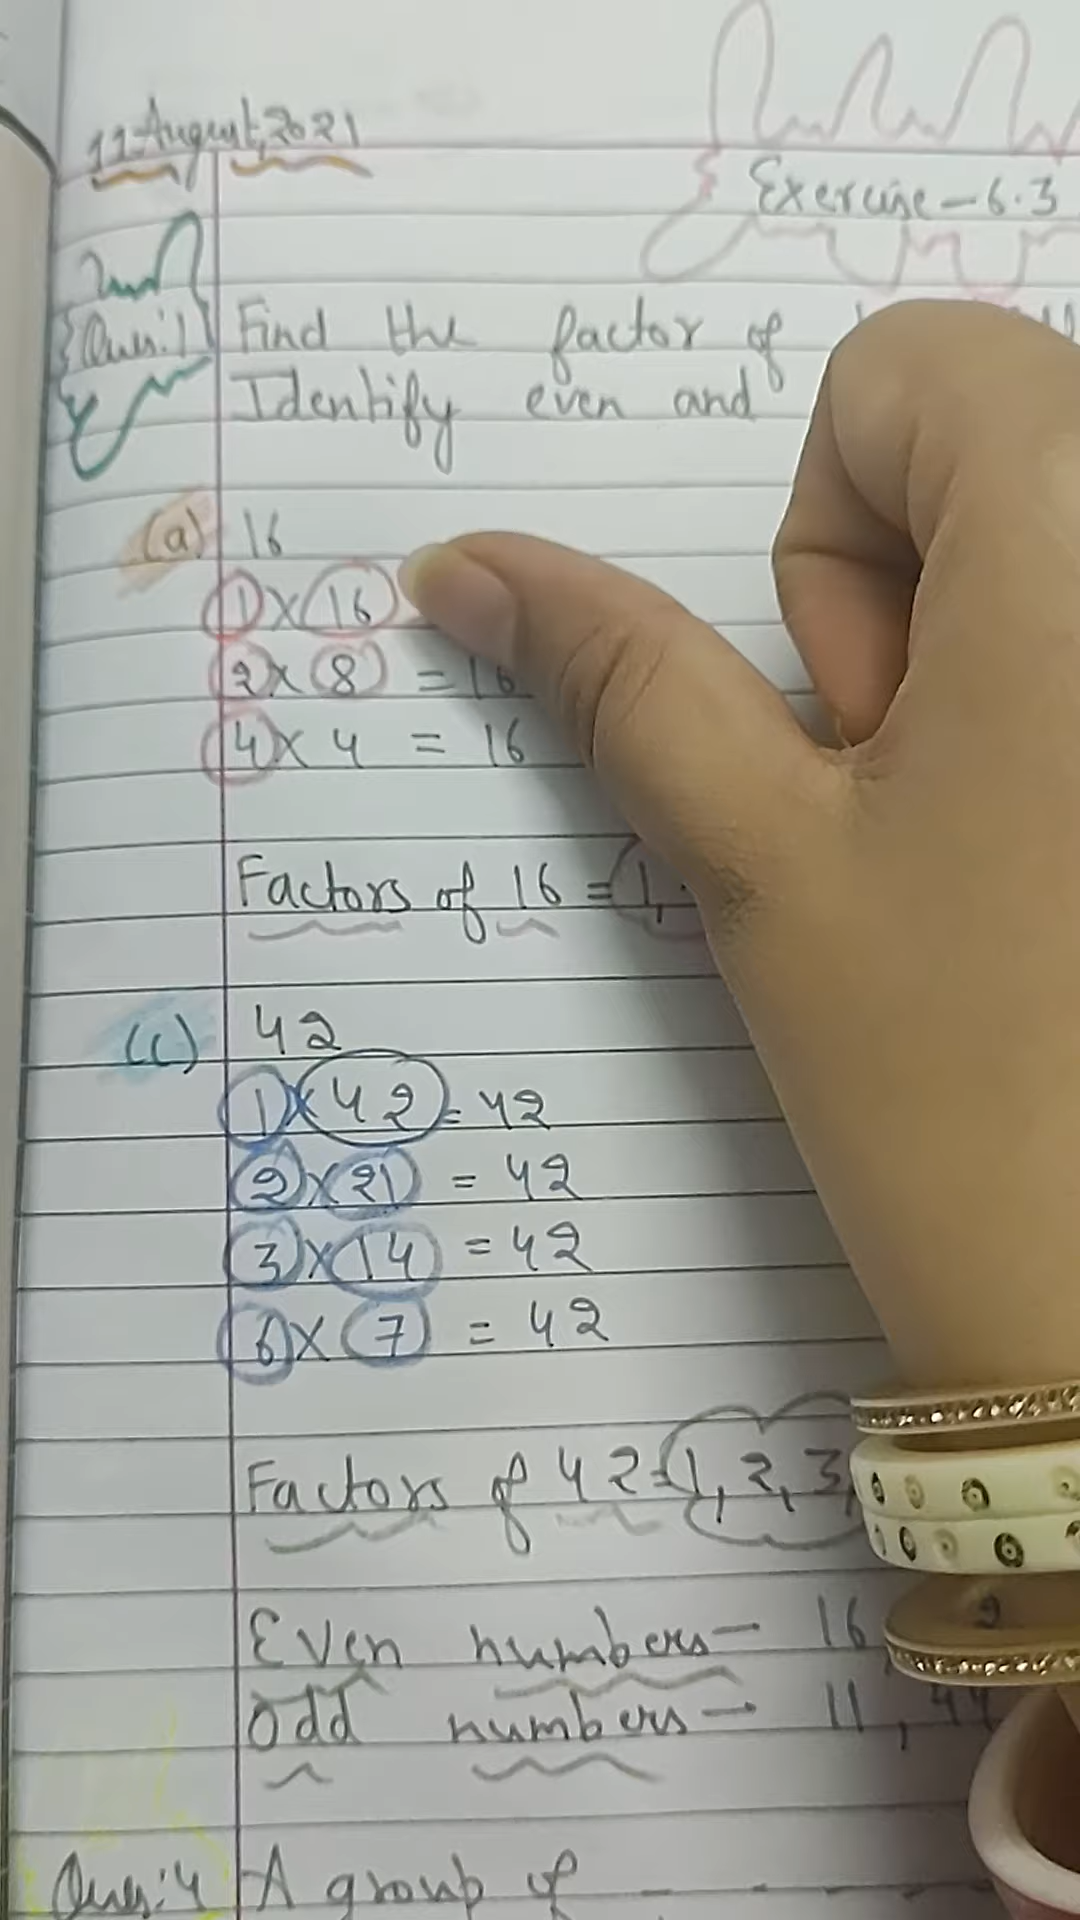 11 August, 2021
Exercise - 6.3
Ques: 1 Find the factor of
Identify even and
(a) 16
1 x 16
2 x 8 = 16
4 x 4 = 16
Factors of 16 = 1,
(c) 42
1 x 42 = 42
2 x 21 = 42
3 x 14 = 42
6 x 7 = 42
Factors of 42 = 1, 2, 3,
Even numbers - 16,
Odd numbers - 11,
Ques: 4 A group of - - - -